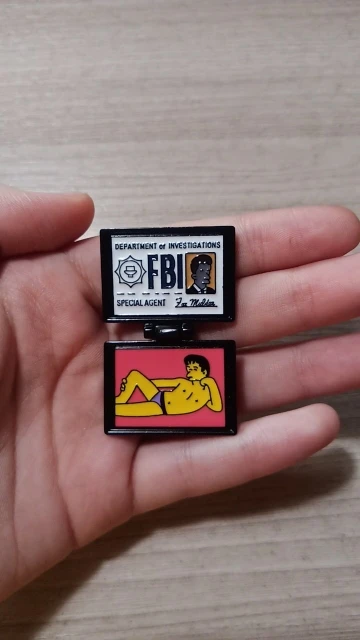 DEPARTMENT of INVESTIGATIONS
FBI
SPECIAL AGENT Fox Mulder